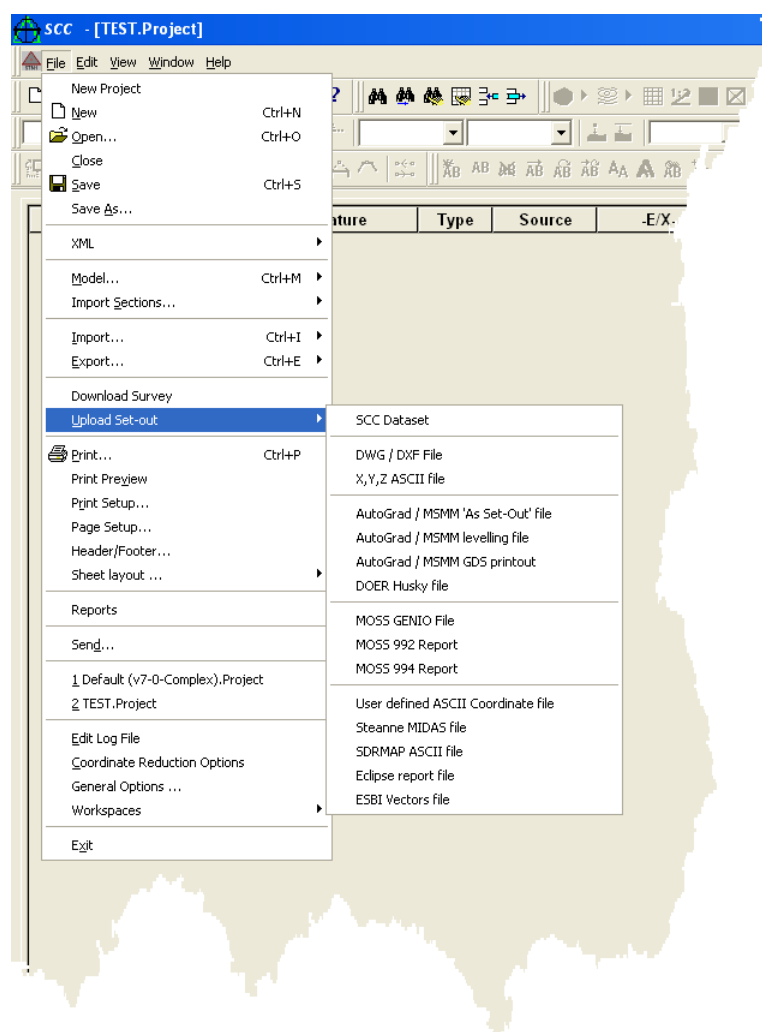 SCC - [TEST.Project]
File Edit View Window Help
New Project
New Ctrl+N
Open... Ctrl+O
Close
Save Ctrl+S
Save As...
ture Type Source -E/X-
XML
Model... Ctrl+M
Import Sections...
Import... Ctrl+I
Export... Ctrl+E
Download Survey
Upload Set-out
SCC Dataset
Print... Ctrl+P
DWG / DXF File
Print Preview
X,Y,Z ASCII file
Print Setup...
AutoGrad / MSMM 'As Set-Out' file
Page Setup...
AutoGrad / MSMM levelling file
Header/Footer...
AutoGrad / MSMM GDS printout
Sheet layout ...
DOER Husky file
Reports
MOSS GENIO File
Send...
MOSS 992 Report
MOSS 994 Report
1 Default (v7-0-Complex).Project
2 TEST.Project
User defined ASCII Coordinate file
Steanne MIDAS file
Edit Log File
SDRMAP ASCII file
Coordinate Reduction Options
Eclipse report file
General Options ...
ESBI Vectors file
Workspaces
Exit